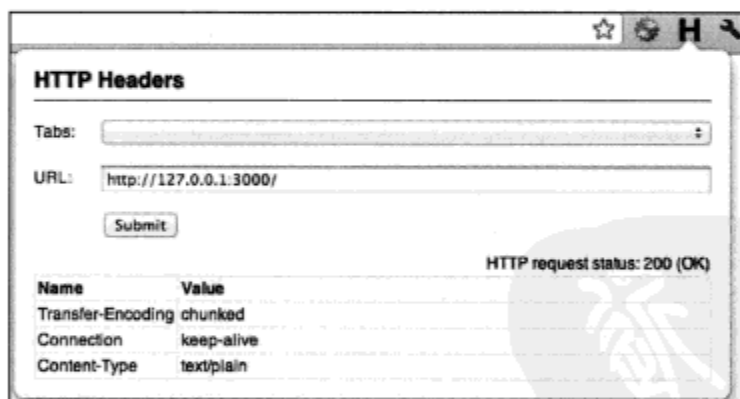 H
HTTP Headers
Tabs:
URL: http://127.0.0.1:3000/
Submit
HTTP request status: 200 (OK)
Name Value
Transfer-Encoding chunked
Connection keep-alive
Content-Type text/plain